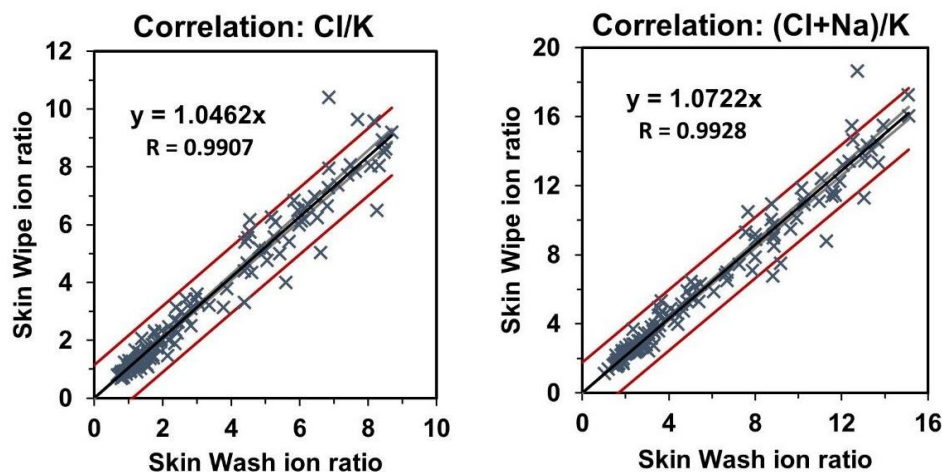 Correlation: Cl/K
12
10
8
6
4
2
0
y = 1.0462x
R = 0.9907
Skin Wipe ion ratio
0 2 4 6 8 10
Skin Wash ion ratio
Correlation: (Cl+Na)/K
20
16
12
8
4
0
y = 1.0722x
R = 0.9928
Skin Wipe ion ratio
0 4 8 12 16
Skin Wash ion ratio